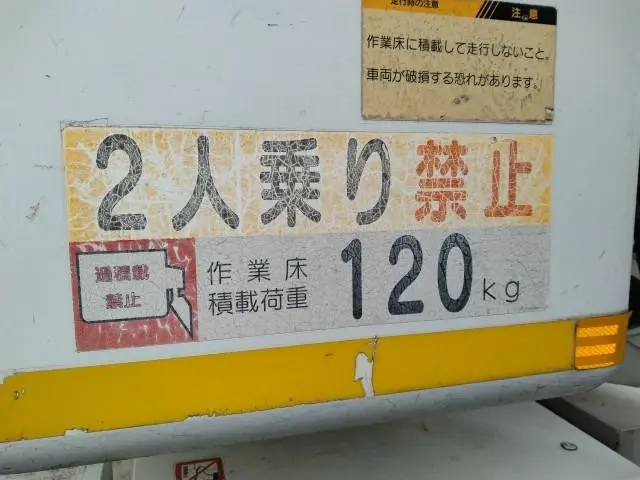 走行時の注意
注意
作業床に積載して走行しないこと。
車両が破損する恐れがあります。
2人乗り禁止
過積載
禁止
作業床
積載荷重
120kg